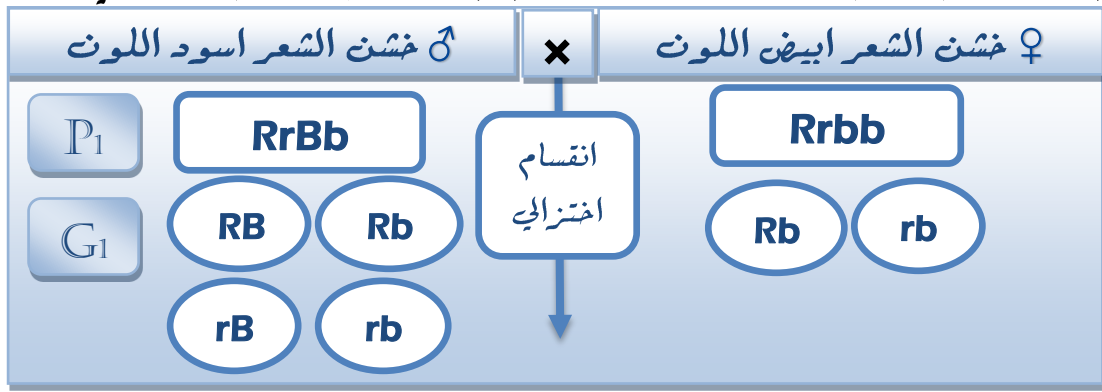 ♀ خشن الشعر ابيض اللون
×
♂ خشن الشعر اسود اللون
P1
RrBb
Rrbb
انقسام
اختزالي
G1
RB
Rb
Rb
rb
rB
rb